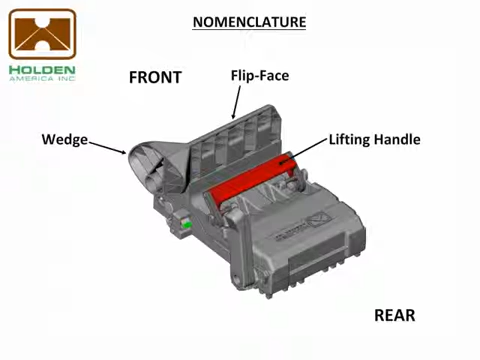 NOMENCLATURE
HOLDEN
AMERICA INC
FRONT
Flip-Face
Wedge
Lifting Handle
REAR